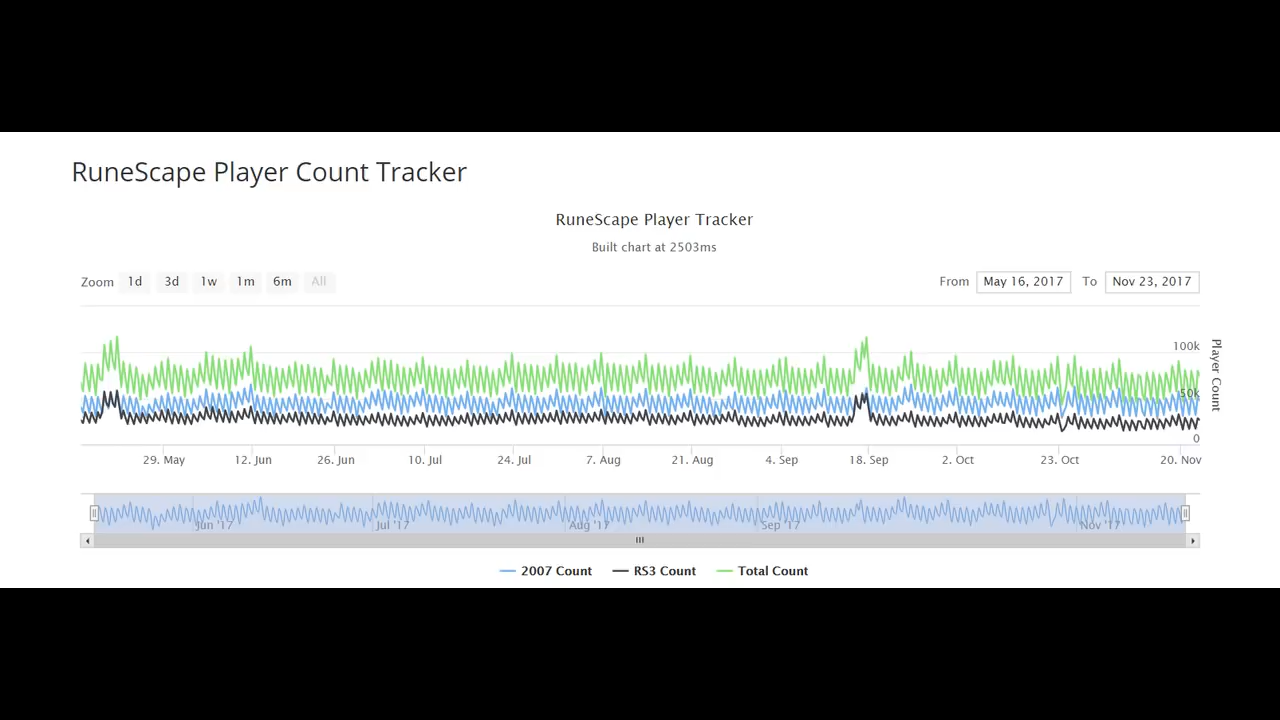 RuneScape Player Count Tracker
RuneScape Player Tracker
Built chart at 2503ms
Zoom 1d 3d 1w 1m 6m All From May 16, 2017 To Nov 23, 2017
100k
50k
0
Player Count
29. May 12. Jun 26. Jun 10. Jul 24. Jul 7. Aug 21. Aug 4. Sep 18. Sep 2. Oct 23. Oct 20. Nov
Jun '17 Jul '17 Aug '17 Sep '17 Nov '17
2007 Count RS3 Count Total Count